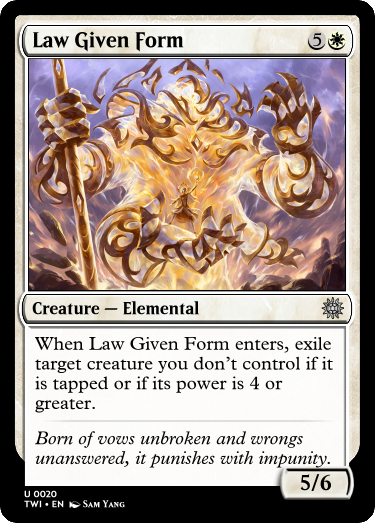 Law Given Form 5
Creature — Elemental
When Law Given Form enters, exile
target creature you don't control if it
is tapped or if its power is 4 or
greater.
Born of vows unbroken and wrongs
unanswered, it punishes with impunity.
5/6
U 0020
TWI • EN Sam Yang